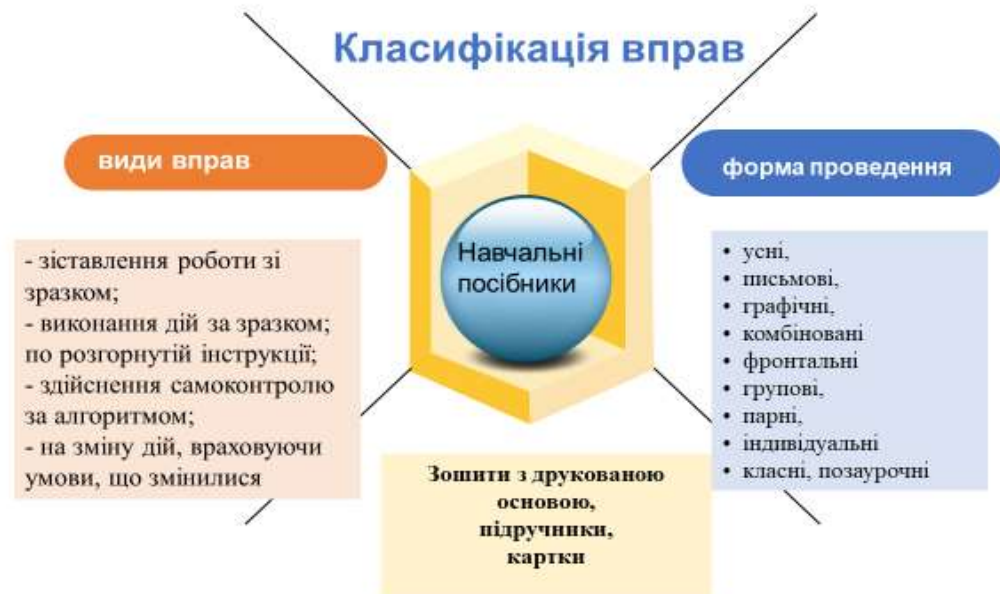 Класифікація вправ
види вправ
форма проведення
- зіставлення роботи зі
зразком;
- виконання дій за зразком;
по розгорнутій інструкції;
- здійснення самоконтролю
за алгоритмом;
- на зміну дій, враховуючи
умови, що змінилися
Навчальні
посібники
• усні,
• письмові,
• графічні,
• комбіновані
• фронтальні
• групові,
• парні,
• індивідуальні
• класні, позаурочні
Зошити з друкованою
основою,
підручники,
картки